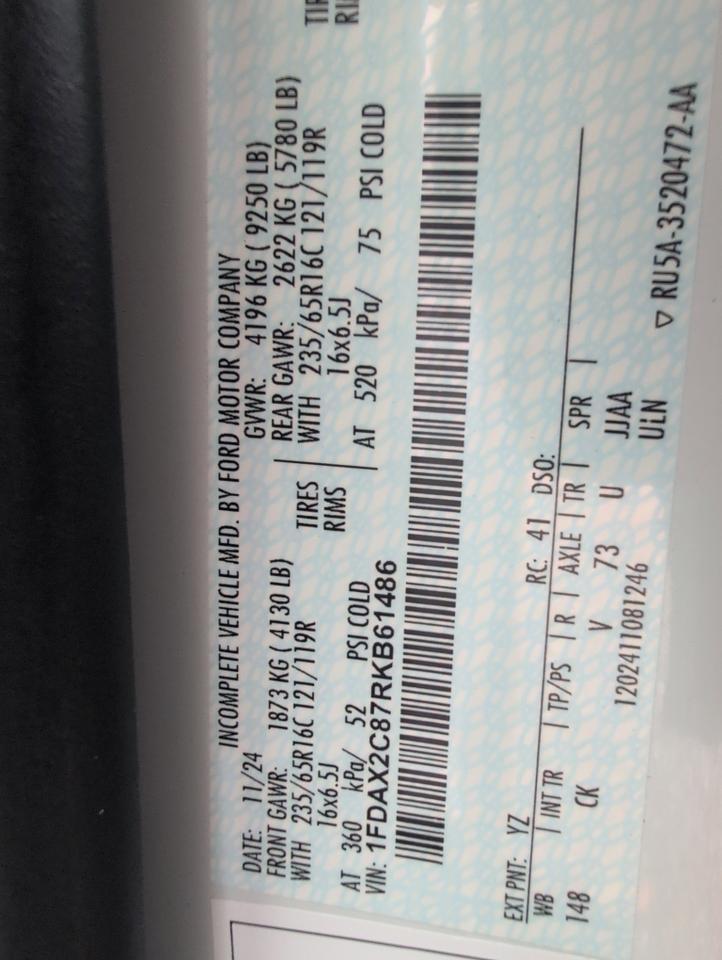 INCOMPLETE VEHICLE MFD. BY FORD MOTOR COMPANY
DATE: 11/24 GVWR: 4196 KG ( 9250 LB)
FRONT GAWR: 1873 KG ( 4130 LB) REAR GAWR: 2622 KG ( 5780 LB)
WITH 235/65R16C 121/119R TIRES WITH 235/65R16C 121/119R
16x6.5J RIMS 16x6.5J
AT 360 kPa/ 52 PSI COLD AT 520 kPa/ 75 PSI COLD
VIN: 1FDAX2C87RKB61486
EXT PNT: YZ RC: 41 DSO:
WB | INT TR | TP/PS | R | AXLE | TR | SPR |
148 CK V 73 U JJAA
1202411081246 ULN
▽ RU5A-3520472-AA